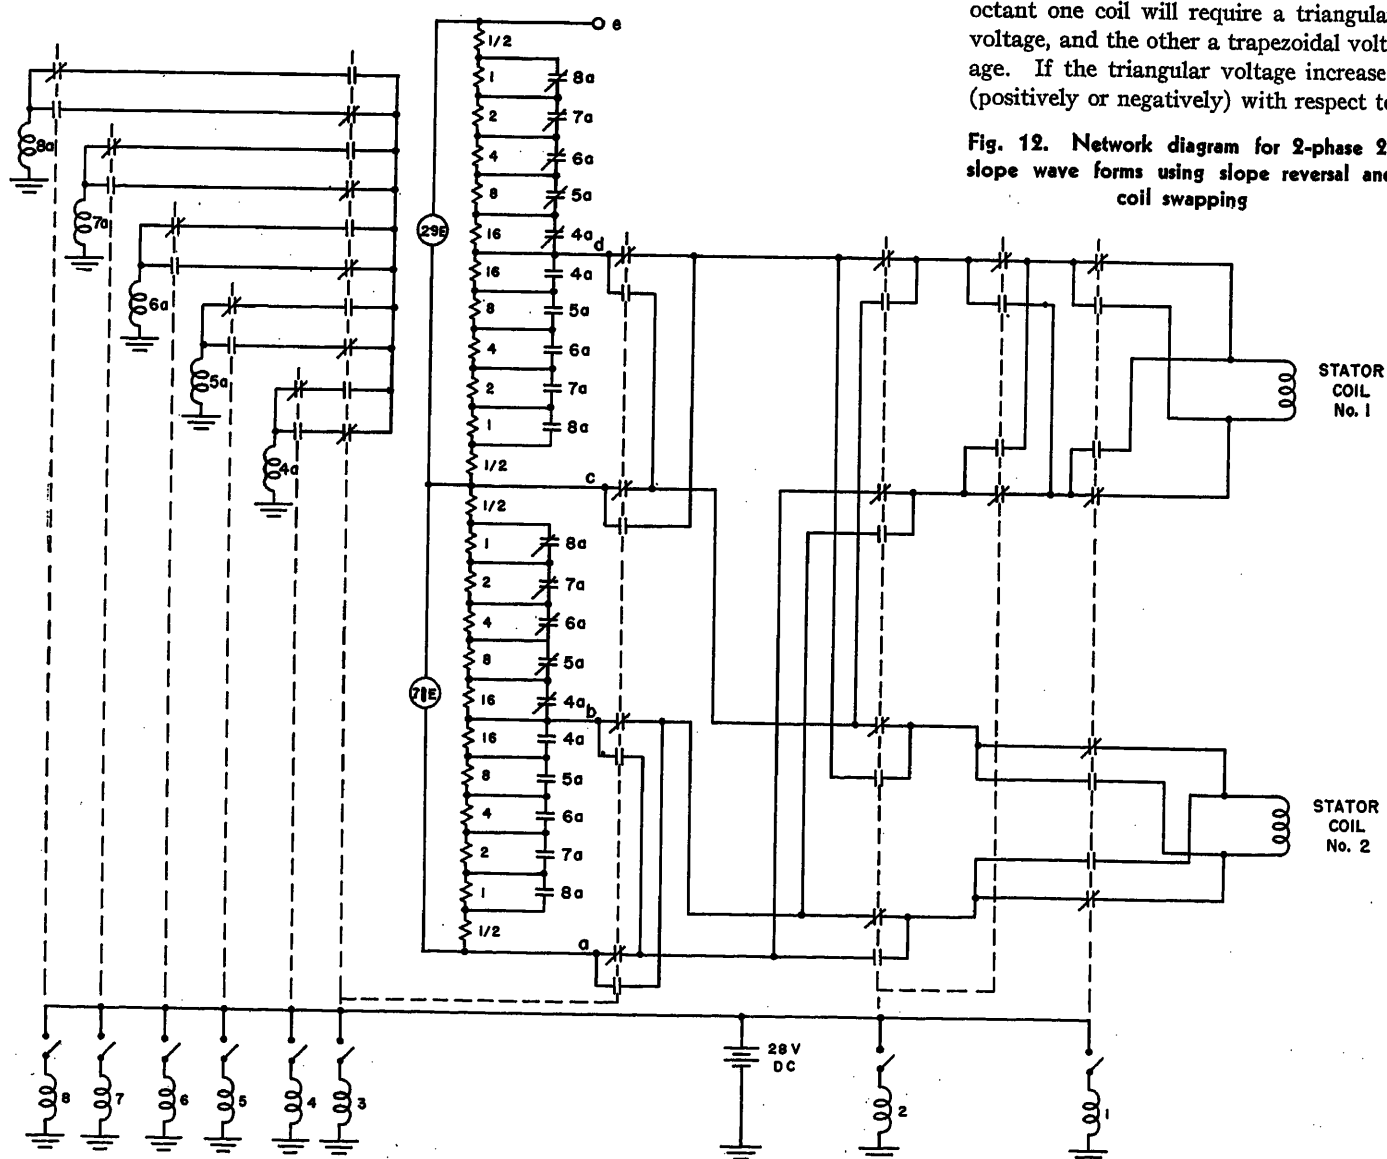 octant one coil will require a triangula
voltage, and the other a trapezoidal volt
age. If the triangular voltage increase
(positively or negatively) with respect to
Fig. 12. Network diagram for 2-phase 2
slope wave forms using slope reversal and
coil swapping
e
1/2
1
8a
2
7a
4
6a
8
5a
16
4a
d
16
4a
8
5a
4
6a
2
7a
1
8a
1/2
c
1/2
1
8a
2
7a
4
6a
8
5a
16
4a
b
16
4a
8
5a
4
6a
2
7a
1
8a
1/2
a
29E
71E
8a
7a
6a
5a
4a
STATOR
COIL
No. 1
STATOR
COIL
No. 2
28 V
DC
8
7
6
5
4
3
2
1